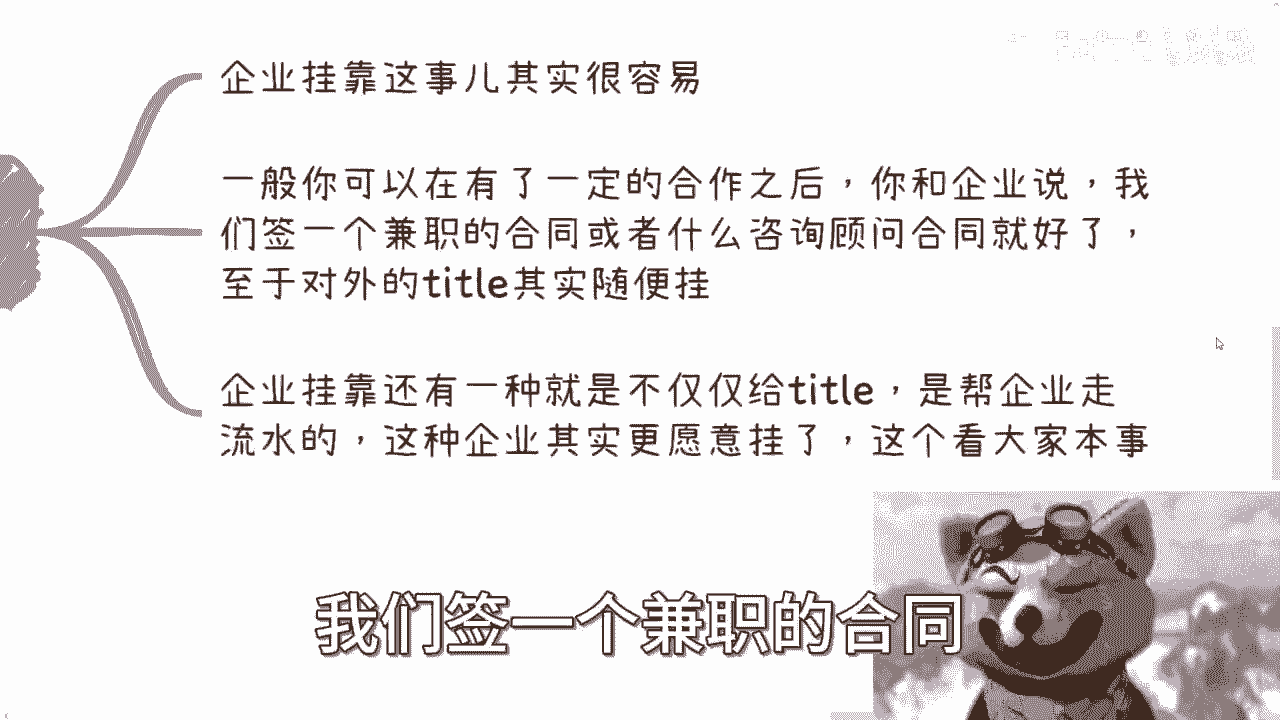 企业挂靠这事儿其实很容易
一般你可以在有了一定的合作之后，你和企业说，我
们签一个兼职的合同或者什么咨询顾问合同就好了，
至于对外的title其实随便挂
企业挂靠还有一种就是不仅仅给title，是帮企业走
流水的，这种企业其实更愿意挂了，这个看大家本事
我们签一个兼职的合同